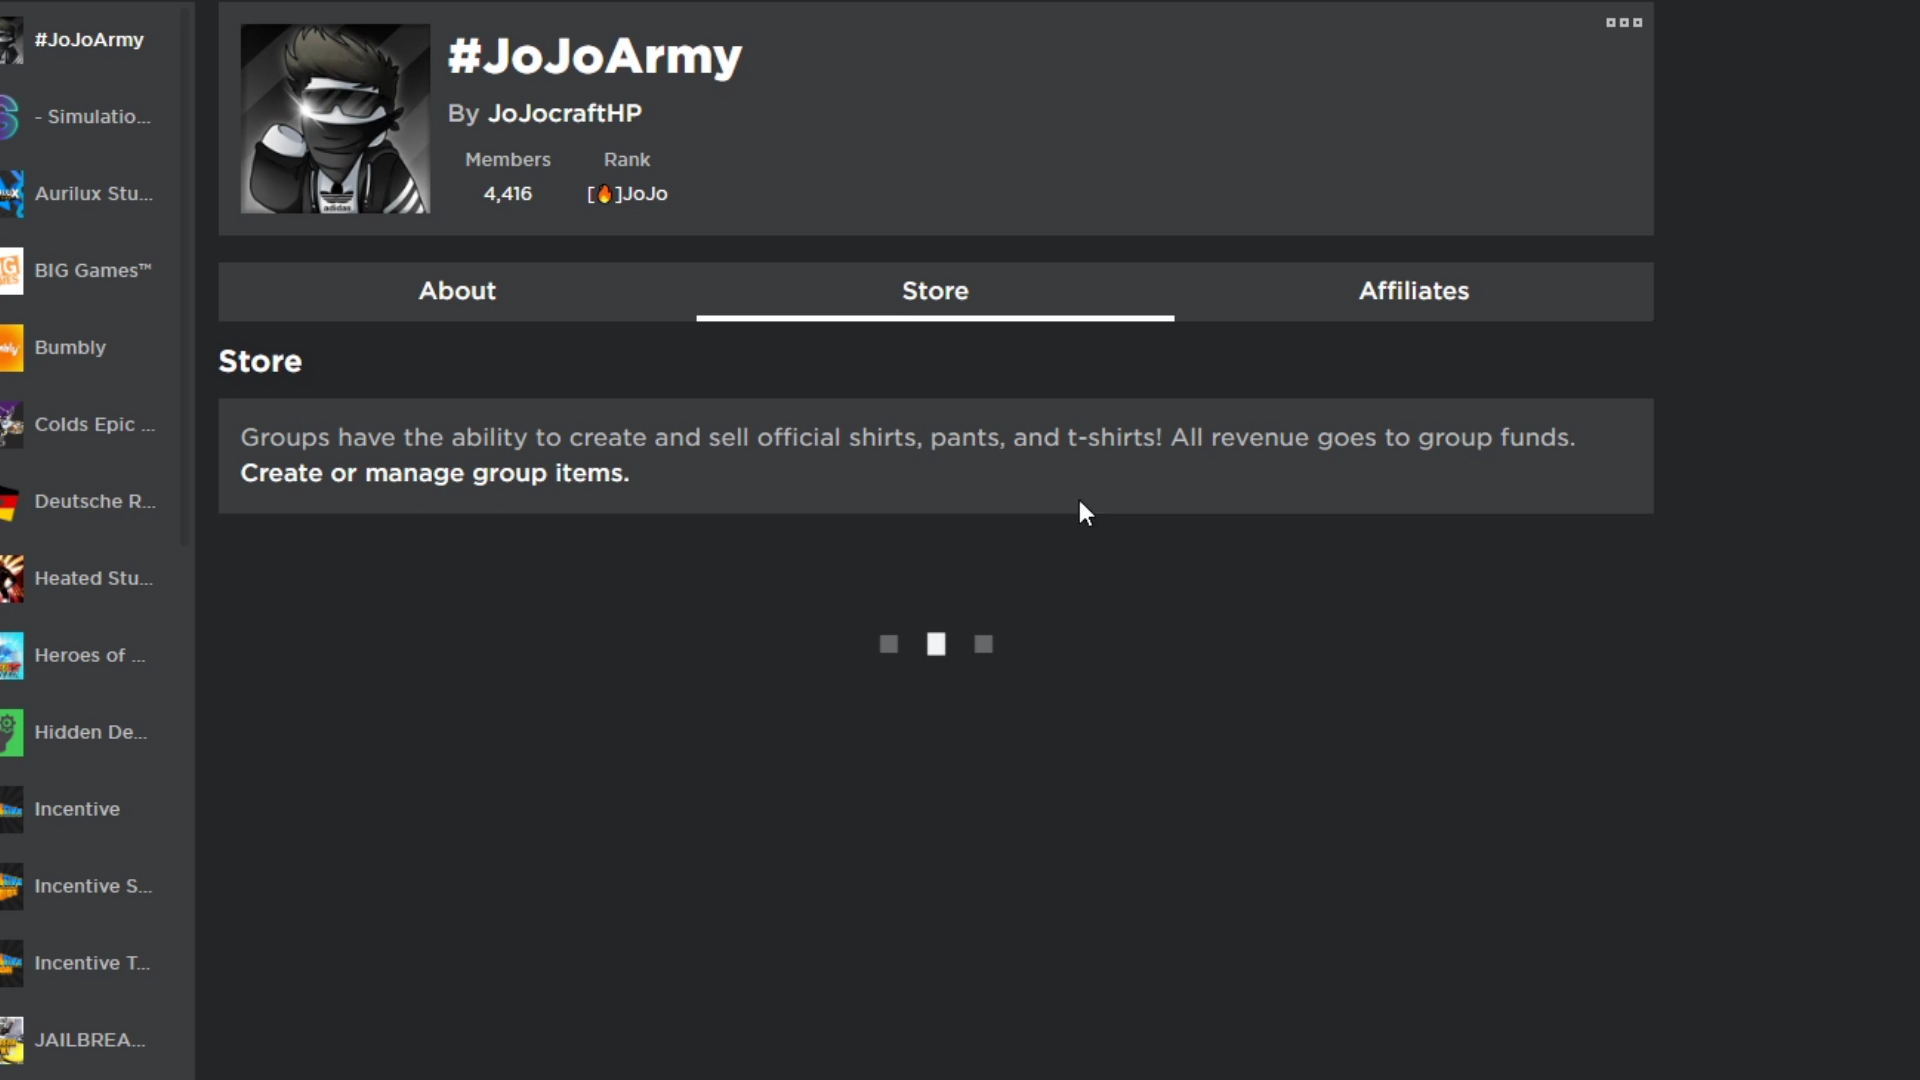 #JoJoArmy
- Simulatio...
Aurilux Stu...
BIG Games™
Bumbly
Colds Epic ...
Deutsche R...
Heated Stu...
Heroes of ...
Hidden De...
Incentive
Incentive S...
Incentive T...
JAILBREA...
#JoJoArmy
By JoJocraftHP
Members Rank
4,416 [🔥]JoJo
adidas
About Store Affiliates
Store
Groups have the ability to create and sell official shirts, pants, and t-shirts! All revenue goes to group funds.
Create or manage group items.